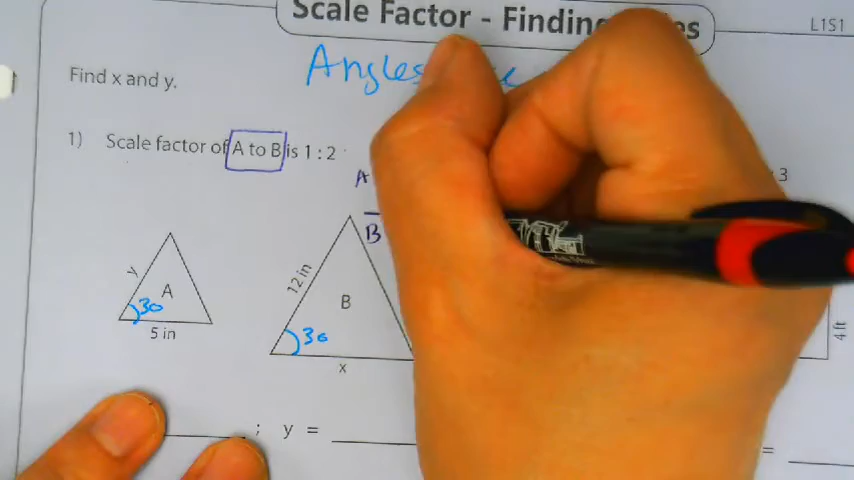 Scale Factor - Finding
L1S1
Angles
Find x and y.
1) Scale factor of A to B is 1 : 2
3
A
B
y
A
30
5 in
12 in
B
30
x
4 ft
; y =
=